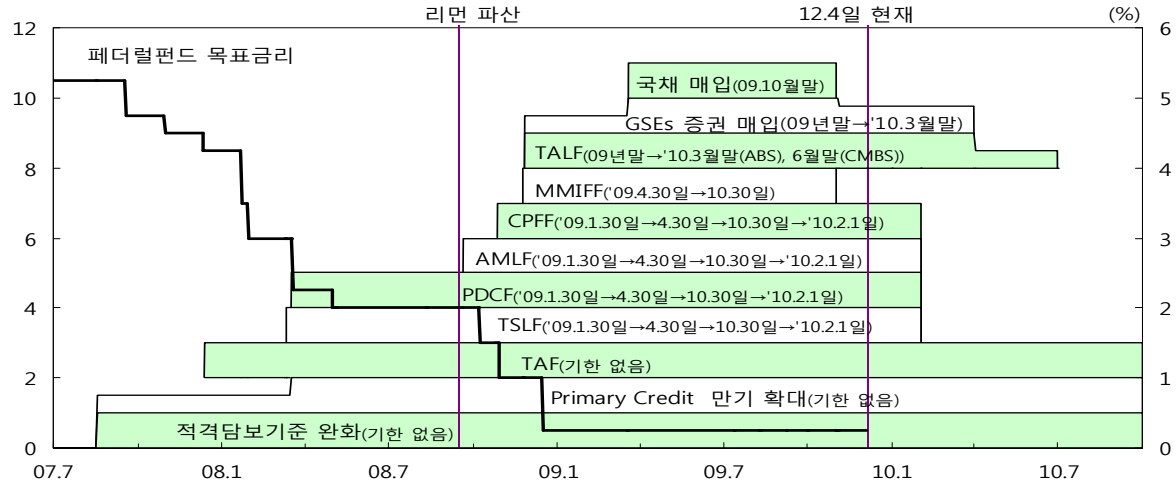 리먼 파산 12.4일 현재 (%)
12 6
페더럴펀드 목표금리
국채 매입(09.10월말)
10 5
GSEs 증권 매입(09년말→'10.3월말)
TALF(09년말→'10.3월말(ABS), 6월말(CMBS))
8 4
MMIFF('09.4.30일→10.30일)
CPFF('09.1.30일→4.30일→10.30일→'10.2.1일)
6 3
AMLF('09.1.30일→4.30일→10.30일→'10.2.1일)
PDCF('09.1.30일→4.30일→10.30일→'10.2.1일)
4 2
TSLF('09.1.30일→4.30일→10.30일→'10.2.1일)
TAF(기한 없음)
2 1
Primary Credit 만기 확대(기한 없음)
적격담보기준 완화(기한 없음)
0 0
07.7 08.1 08.7 09.1 09.7 10.1 10.7